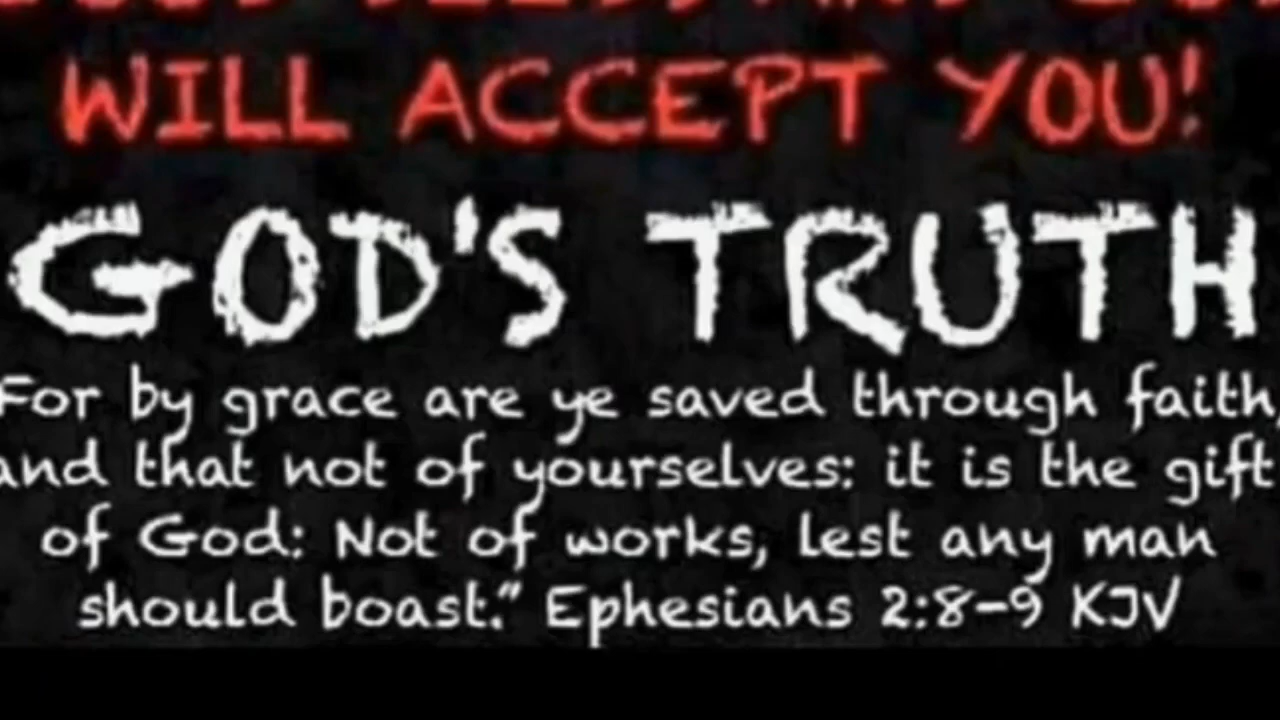 WILL ACCEPT YOU!
GOD'S TRUTH
For by grace are ye saved through faith,
and that not of yourselves: it is the gift
of God: Not of works, lest any man
should boast.” Ephesians 2:8-9 KJV